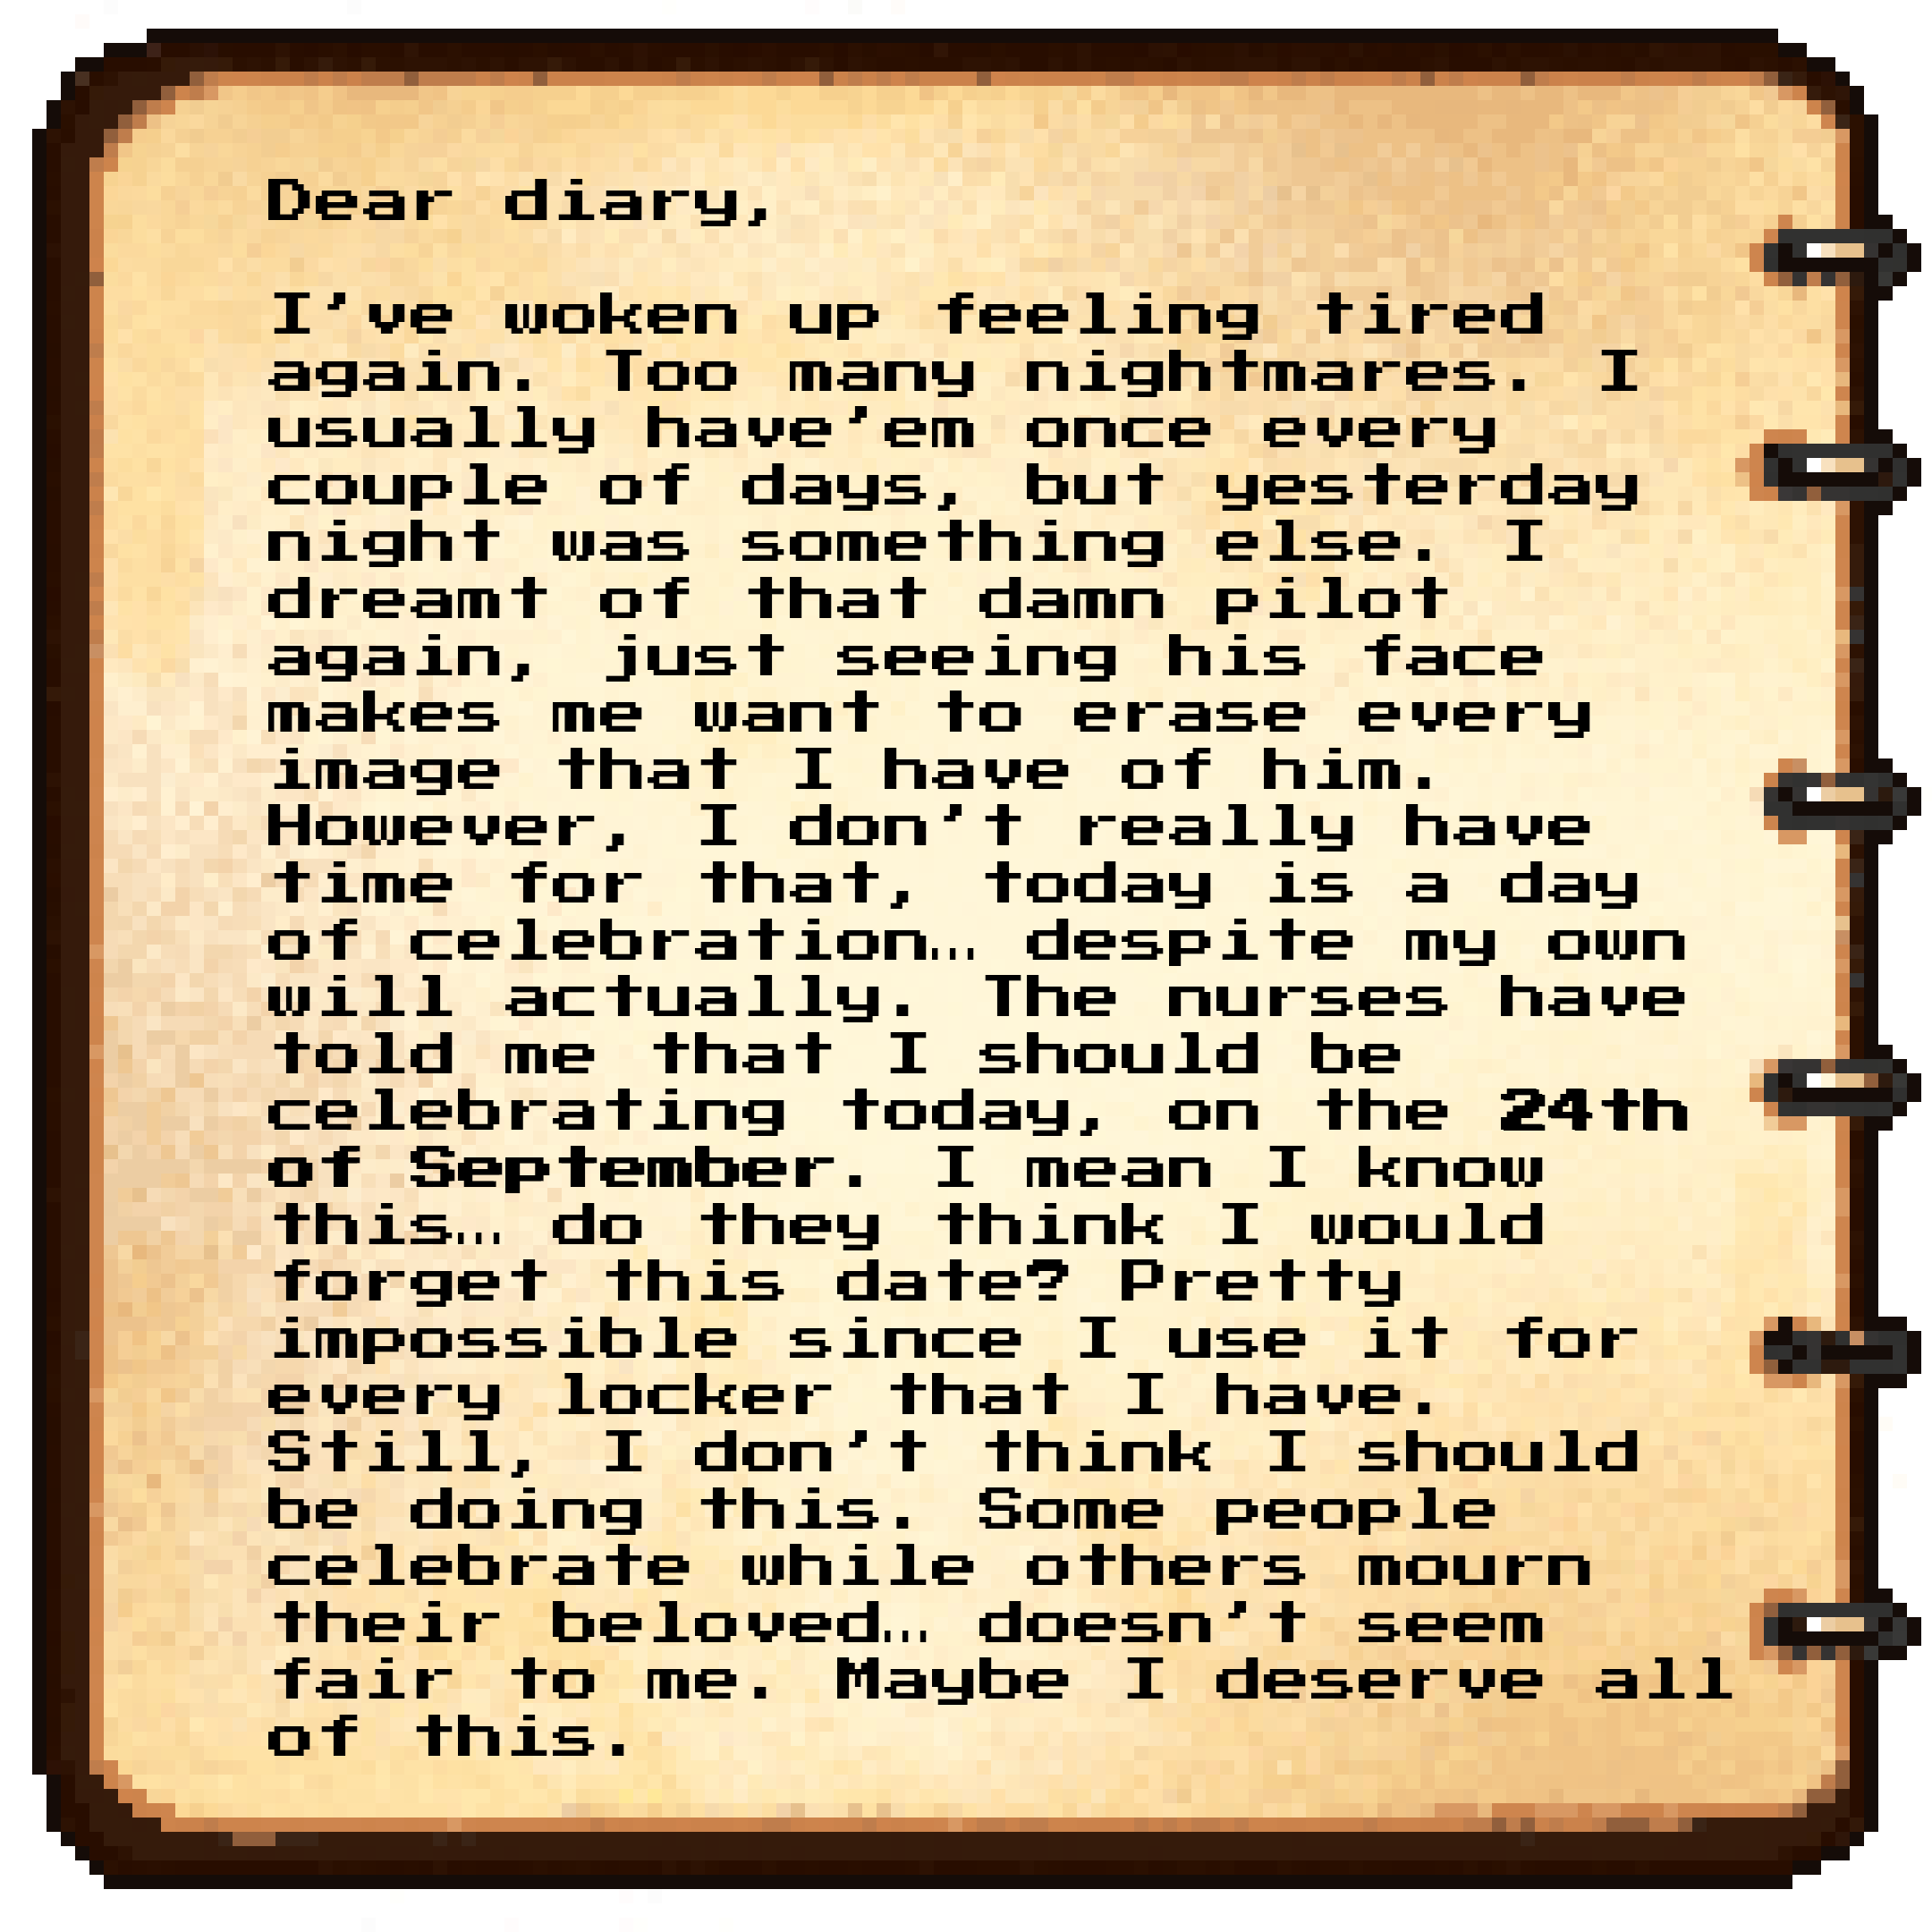 Dear diary,
I've woken up feeling tired
again. Too many nightmares. I
usually have'em once every
couple of days, but yesterday
night was something else. I
dreamt of that damn pilot
again, just seeing his face
makes me want to erase every
image that I have of him.
However, I don't really have
time for that, today is a day
of celebration… despite my own
will actually. The nurses have
told me that I should be
celebrating today, on the 24th
of September. I mean I know
this… do they think I would
forget this date? Pretty
impossible since I use it for
every locker that I have.
Still, I don't think I should
be doing this. Some people
celebrate while others mourn
their beloved… doesn't seem
fair to me. Maybe I deserve all
of this.